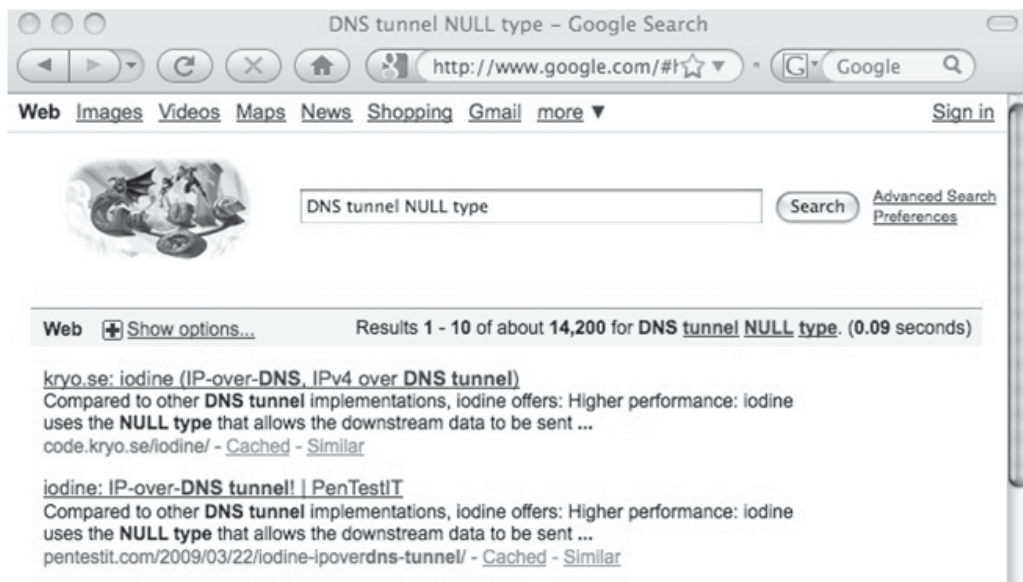 DNS tunnel NULL type – Google Search
http://www.google.com/#
G Google
Web Images Videos Maps News Shopping Gmail more ▼ Sign in
DNS tunnel NULL type Search Advanced Search
Preferences
Web + Show options... Results 1 - 10 of about 14,200 for DNS tunnel NULL type. (0.09 seconds)
kryo.se: iodine (IP-over-DNS, IPv4 over DNS tunnel)
Compared to other DNS tunnel implementations, iodine offers: Higher performance: iodine
uses the NULL type that allows the downstream data to be sent ...
code.kryo.se/iodine/ - Cached - Similar
iodine: IP-over-DNS tunnel! | PenTestIT
Compared to other DNS tunnel implementations, iodine offers: Higher performance: iodine
uses the NULL type that allows the downstream data to be sent ...
pentestit.com/2009/03/22/iodine-ipoverdns-tunnel/ - Cached - Similar